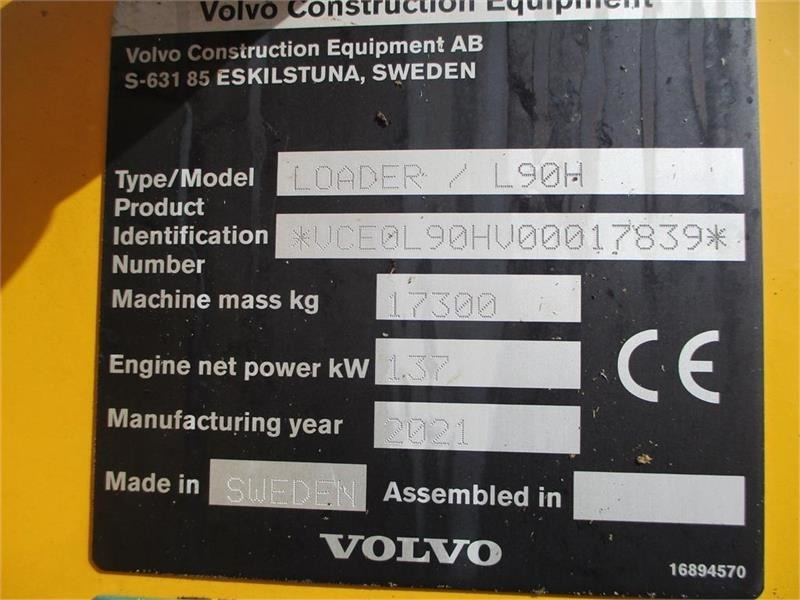 Volvo Construction Equipment
Volvo Construction Equipment AB
S-631 85 ESKILSTUNA, SWEDEN
Type/Model LOADER / L90H
Product
Identification *VCE0L90HV00017839*
Number
Machine mass kg 17300
Engine net power kW 137
CE
Manufacturing year 2021
Made in SWEDEN Assembled in
VOLVO
16894570